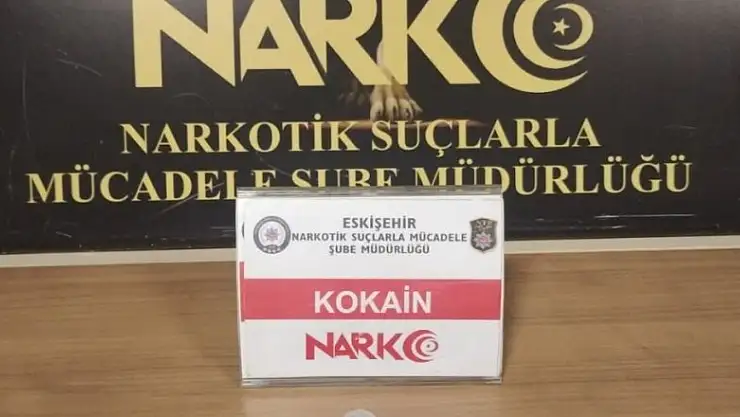 NARKO
NARKOTİK SUÇLARLA
MÜCADELE ŞUBE MÜDÜRLÜĞÜ
ESKİŞEHİR
NARKOTİK SUÇLARLA MÜCADELE
ŞUBE MÜDÜRLÜĞÜ
KOKAİN
NARKO